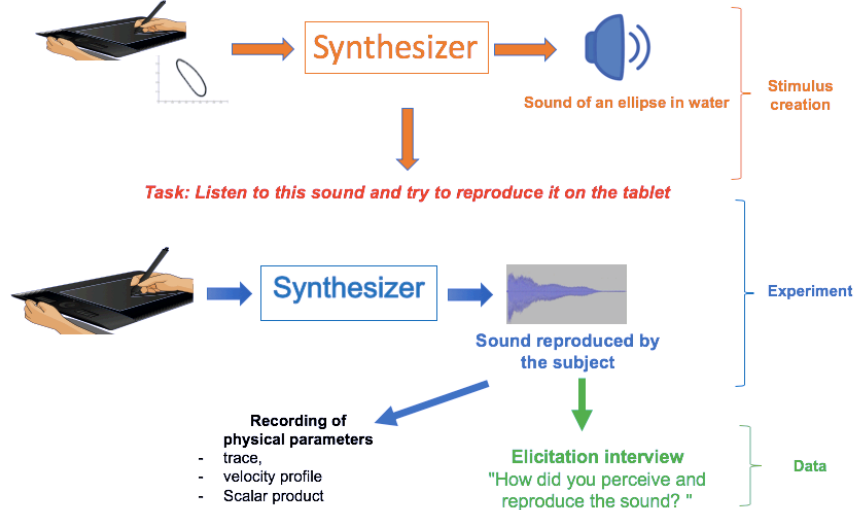 Synthesizer
Sound of an ellipse in water
Stimulus
creation
Task: Listen to this sound and try to reproduce it on the tablet
Synthesizer
Experiment
Sound reproduced by
the subject
Recording of
physical parameters
- trace,
- velocity profile
- Scalar product
Elicitation interview
"How did you perceive and
reproduce the sound? "
Data